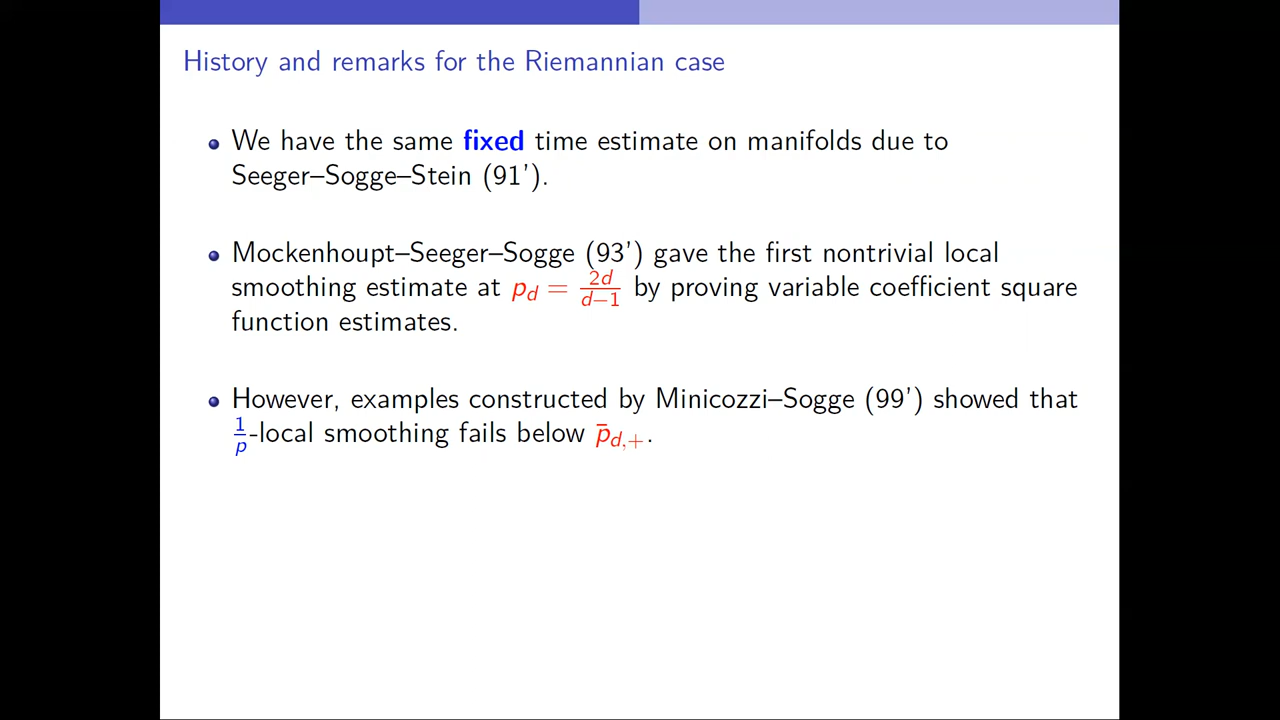 History and remarks for the Riemannian case
We have the same fixed time estimate on manifolds due to
Seeger–Sogge–Stein (91').
Mockenhoupt–Seeger–Sogge (93') gave the first nontrivial local
smoothing estimate at p_d = \frac{2d}{d−1} by proving variable coefficient square
function estimates.
However, examples constructed by Minicozzi–Sogge (99') showed that
\frac{1}{p}-local smoothing fails below \bar{p}_{d,+}.